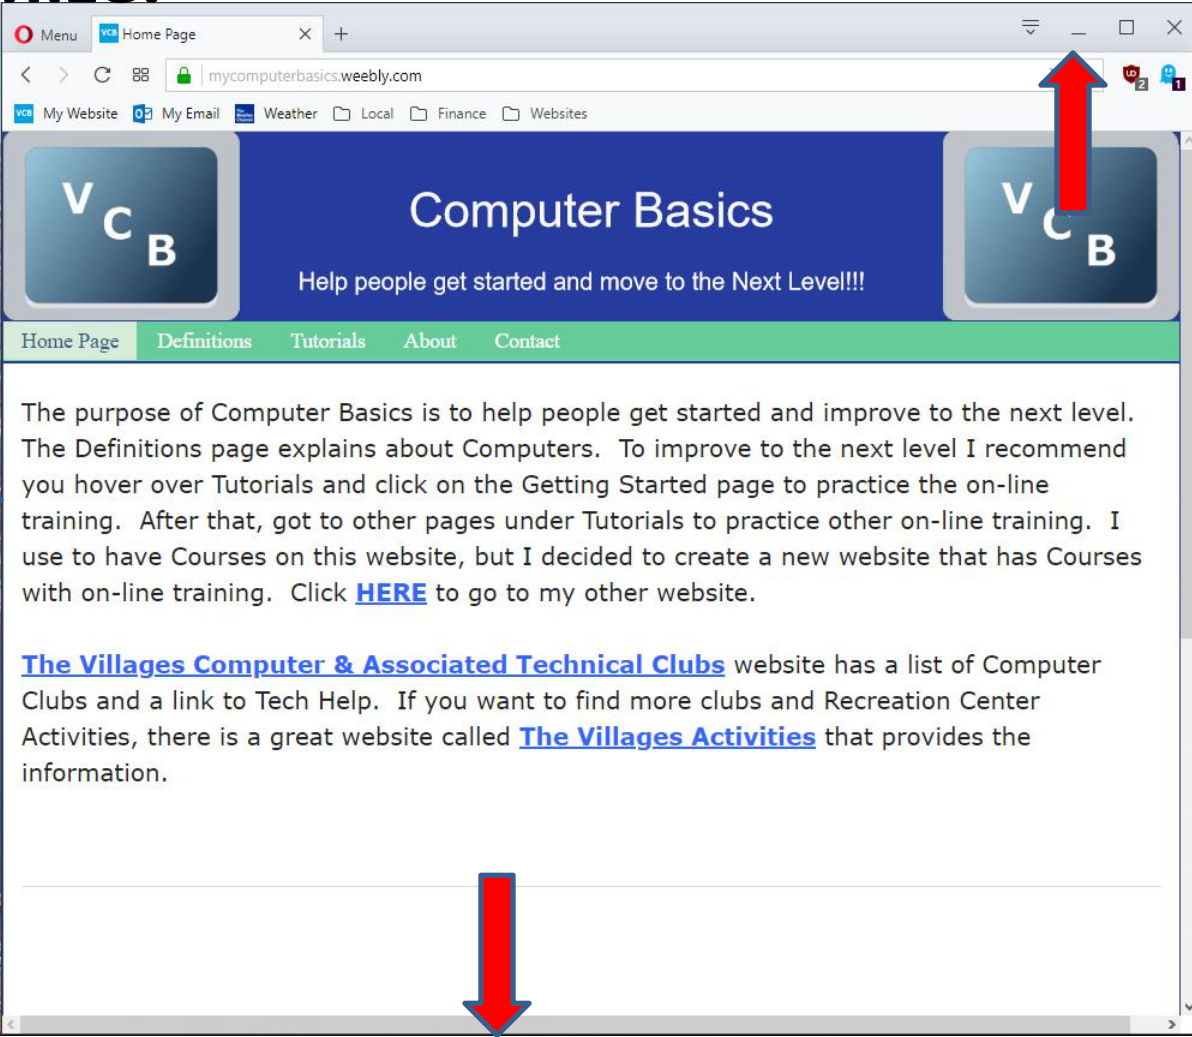 Menu
VCB Home Page
mycomputerbasics.weebly.com
UD 2 1
VCB My Website My Email Weather Local Finance Websites
V C B
Computer Basics
Help people get started and move to the Next Level!!!
V C B
Home Page Definitions Tutorials About Contact
The purpose of Computer Basics is to help people get started and improve to the next level.
The Definitions page explains about Computers. To improve to the next level I recommend
you hover over Tutorials and click on the Getting Started page to practice the on-line
training. After that, got to other pages under Tutorials to practice other on-line training. I
use to have Courses on this website, but I decided to create a new website that has Courses
with on-line training. Click HERE to go to my other website.
The Villages Computer & Associated Technical Clubs website has a list of Computer
Clubs and a link to Tech Help. If you want to find more clubs and Recreation Center
Activities, there is a great website called The Villages Activities that provides the
information.